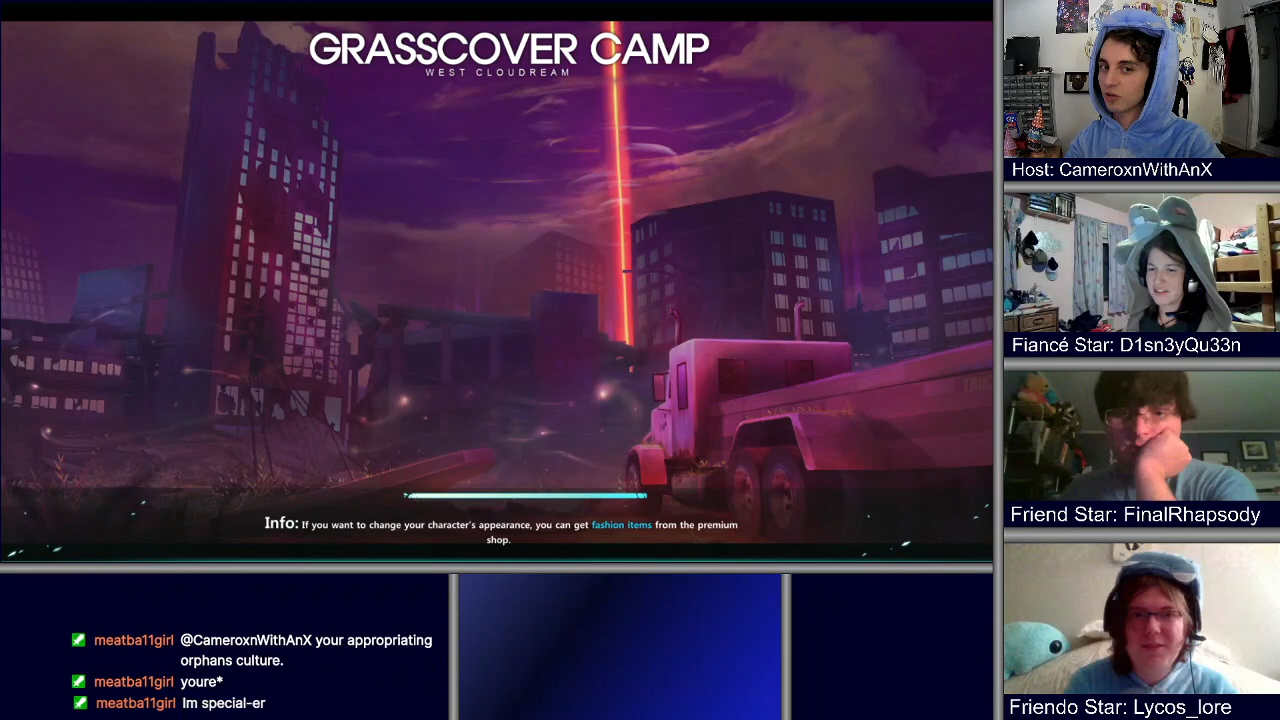 GRASSCOVER CAMP
WEST CLOUDREAM
Info: If you want to change your character's appearance, you can get fashion items from the premium
shop.
meatba11girl @CameroxnWithAnX your appropriating
orphans culture.
meatba11girl youre*
meatba11girl Im special-er
Host: CameroxnWithAnX
Fiancé Star: D1sn3yQu33n
Friend Star: FinalRhapsody
Friendo Star: Lycos_lore